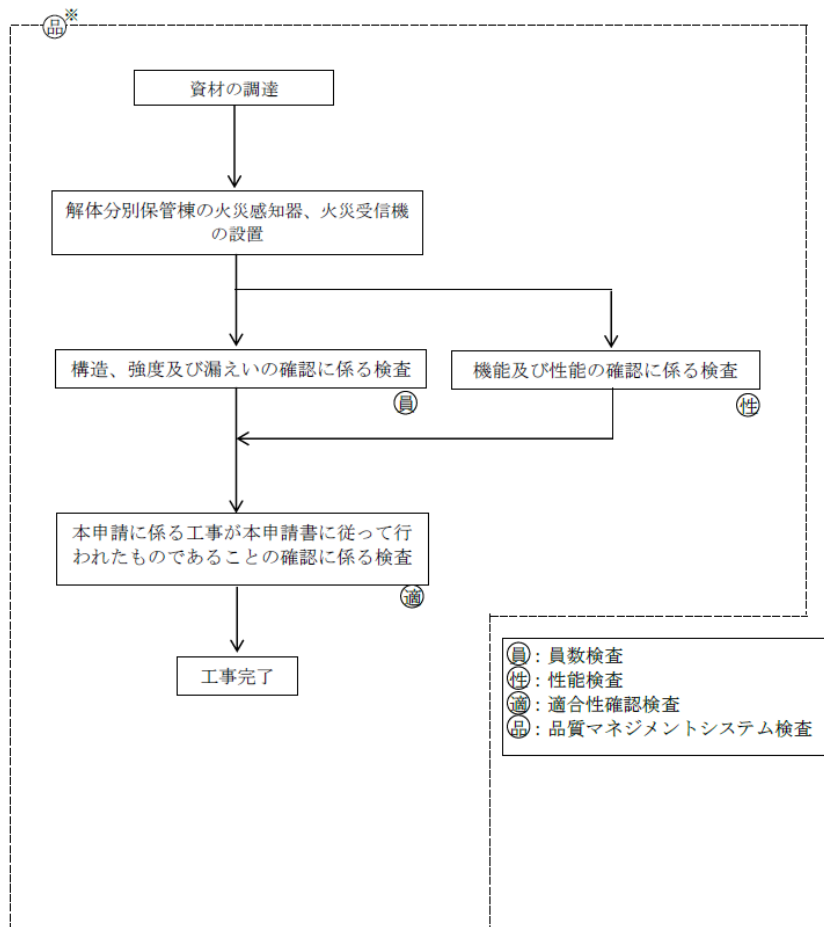 品※
資材の調達
解体分別保管棟の火災感知器、火災受信機
の設置
構造、強度及び漏えいの確認に係る検査
員
機能及び性能の確認に係る検査
性
本申請に係る工事が本申請書に従って行
われたものであることの確認に係る検査
適
工事完了
員：員数検査
性：性能検査
適：適合性確認検査
品：品質マネジメントシステム検査